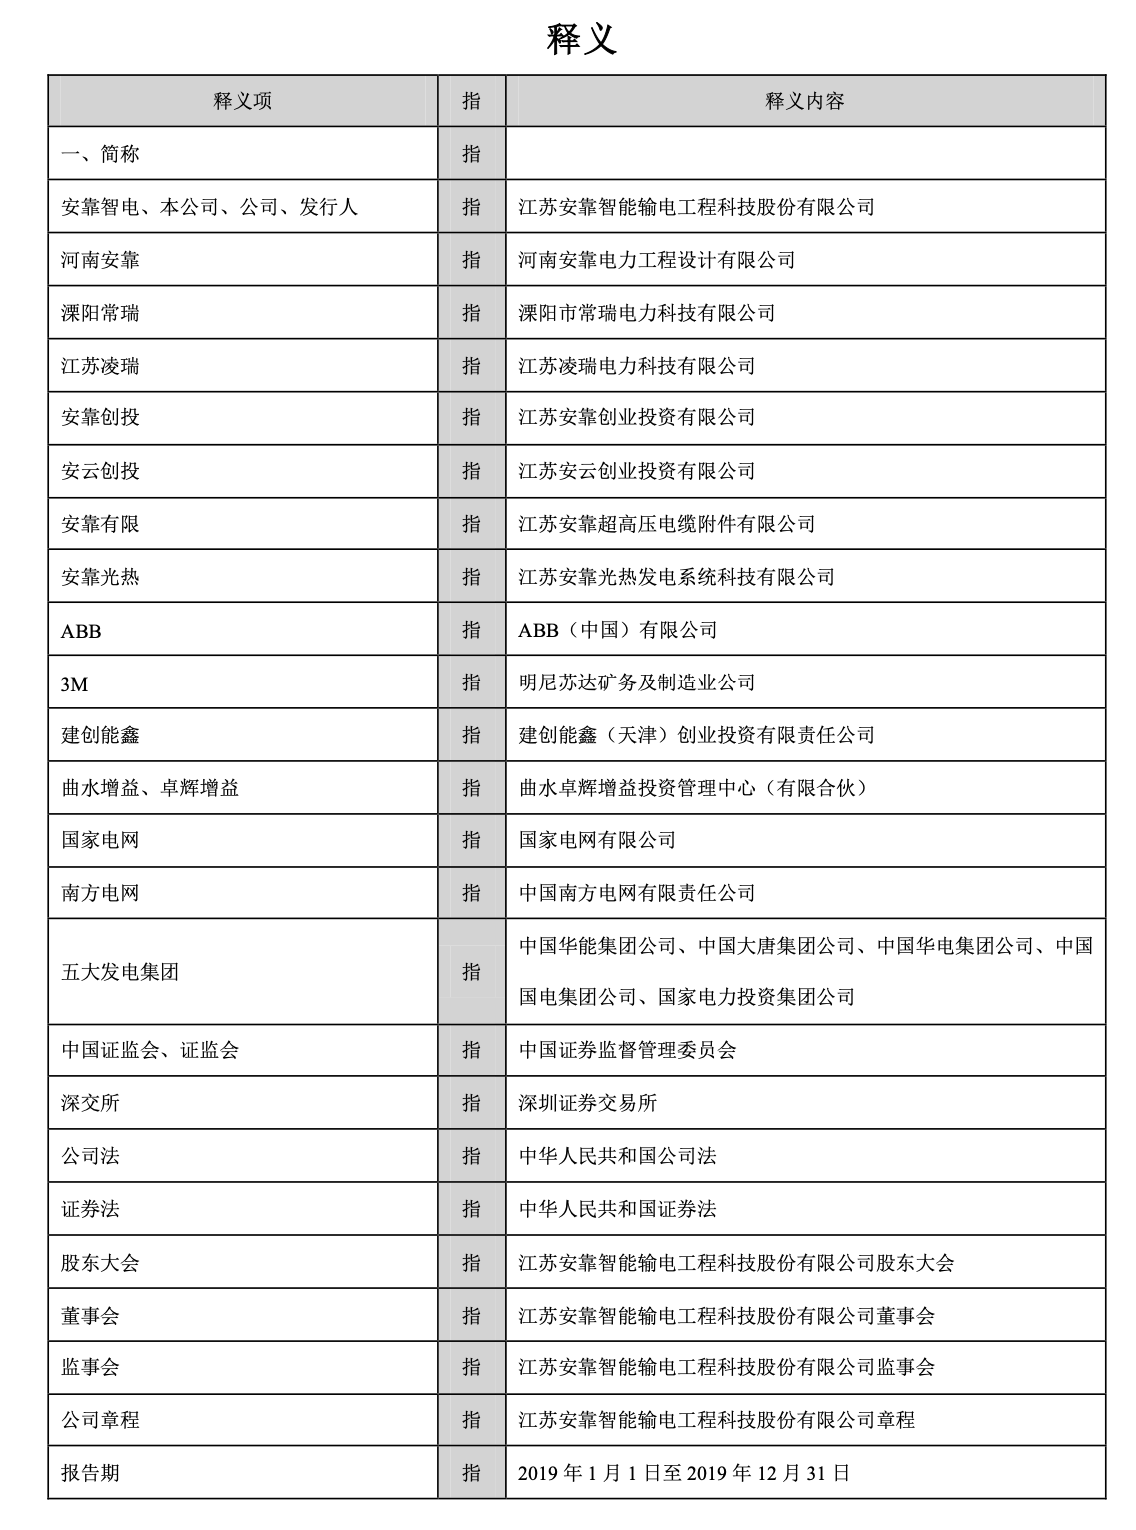 释义
释义项 指 释义内容
一、简称 指
安靠智电、本公司、公司、发行人 指 江苏安靠智能输电工程科技股份有限公司
河南安靠 指 河南安靠电力工程设计有限公司
溧阳常瑞 指 溧阳市常瑞电力科技有限公司
江苏凌瑞 指 江苏凌瑞电力科技有限公司
安靠创投 指 江苏安靠创业投资有限公司
安云创投 指 江苏安云创业投资有限公司
安靠有限 指 江苏安靠超高压电缆附件有限公司
安靠光热 指 江苏安靠光热发电系统科技有限公司
ABB 指 ABB（中国）有限公司
3M 指 明尼苏达矿务及制造业公司
建创能鑫 指 建创能鑫（天津）创业投资有限责任公司
曲水增益、卓辉增益 指 曲水卓辉增益投资管理中心（有限合伙）
国家电网 指 国家电网有限公司
南方电网 指 中国南方电网有限责任公司
五大发电集团 指 中国华能集团公司、中国大唐集团公司、中国华电集团公司、中国
国电集团公司、国家电力投资集团公司
中国证监会、证监会 指 中国证券监督管理委员会
深交所 指 深圳证券交易所
公司法 指 中华人民共和国公司法
证券法 指 中华人民共和国证券法
股东大会 指 江苏安靠智能输电工程科技股份有限公司股东大会
董事会 指 江苏安靠智能输电工程科技股份有限公司董事会
监事会 指 江苏安靠智能输电工程科技股份有限公司监事会
公司章程 指 江苏安靠智能输电工程科技股份有限公司章程
报告期 指 2019 年 1 月 1 日至 2019 年 12 月 31 日